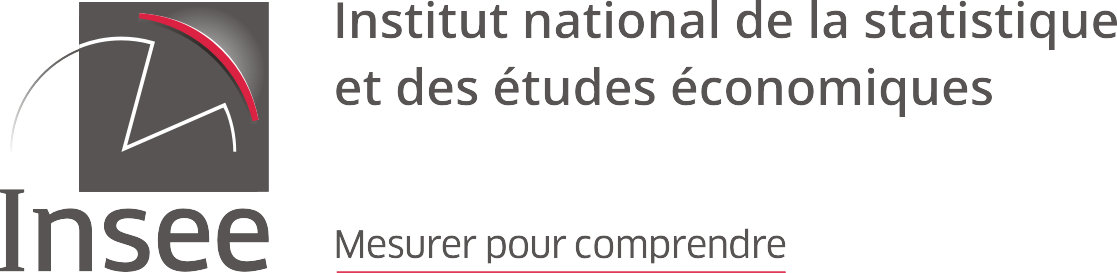 Institut national de la statistique
et des études économiques
Insee
Mesurer pour comprendre